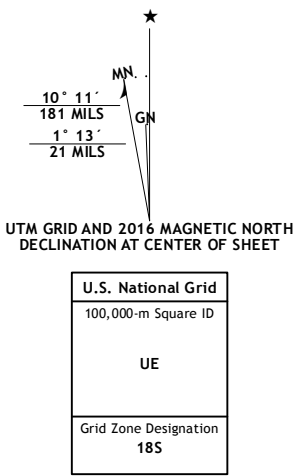 ★
MN
10° 11´
181 MILS
GN
1° 13´
21 MILS
UTM GRID AND 2016 MAGNETIC NORTH
DECLINATION AT CENTER OF SHEET
U.S. National Grid
100,000-m Square ID
UE
Grid Zone Designation
18S